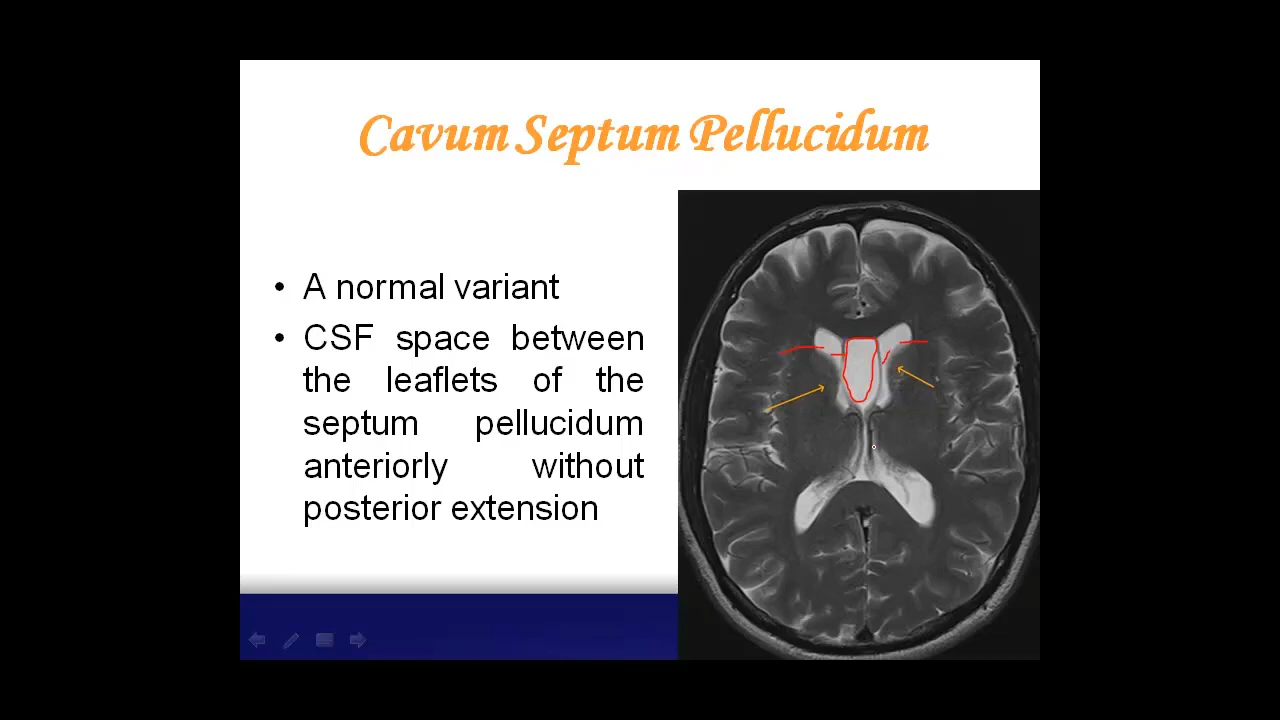 Cavum Septum Pellucidum
• A normal variant
• CSF space between
the leaflets of the
septum pellucidum
anteriorly without
posterior extension